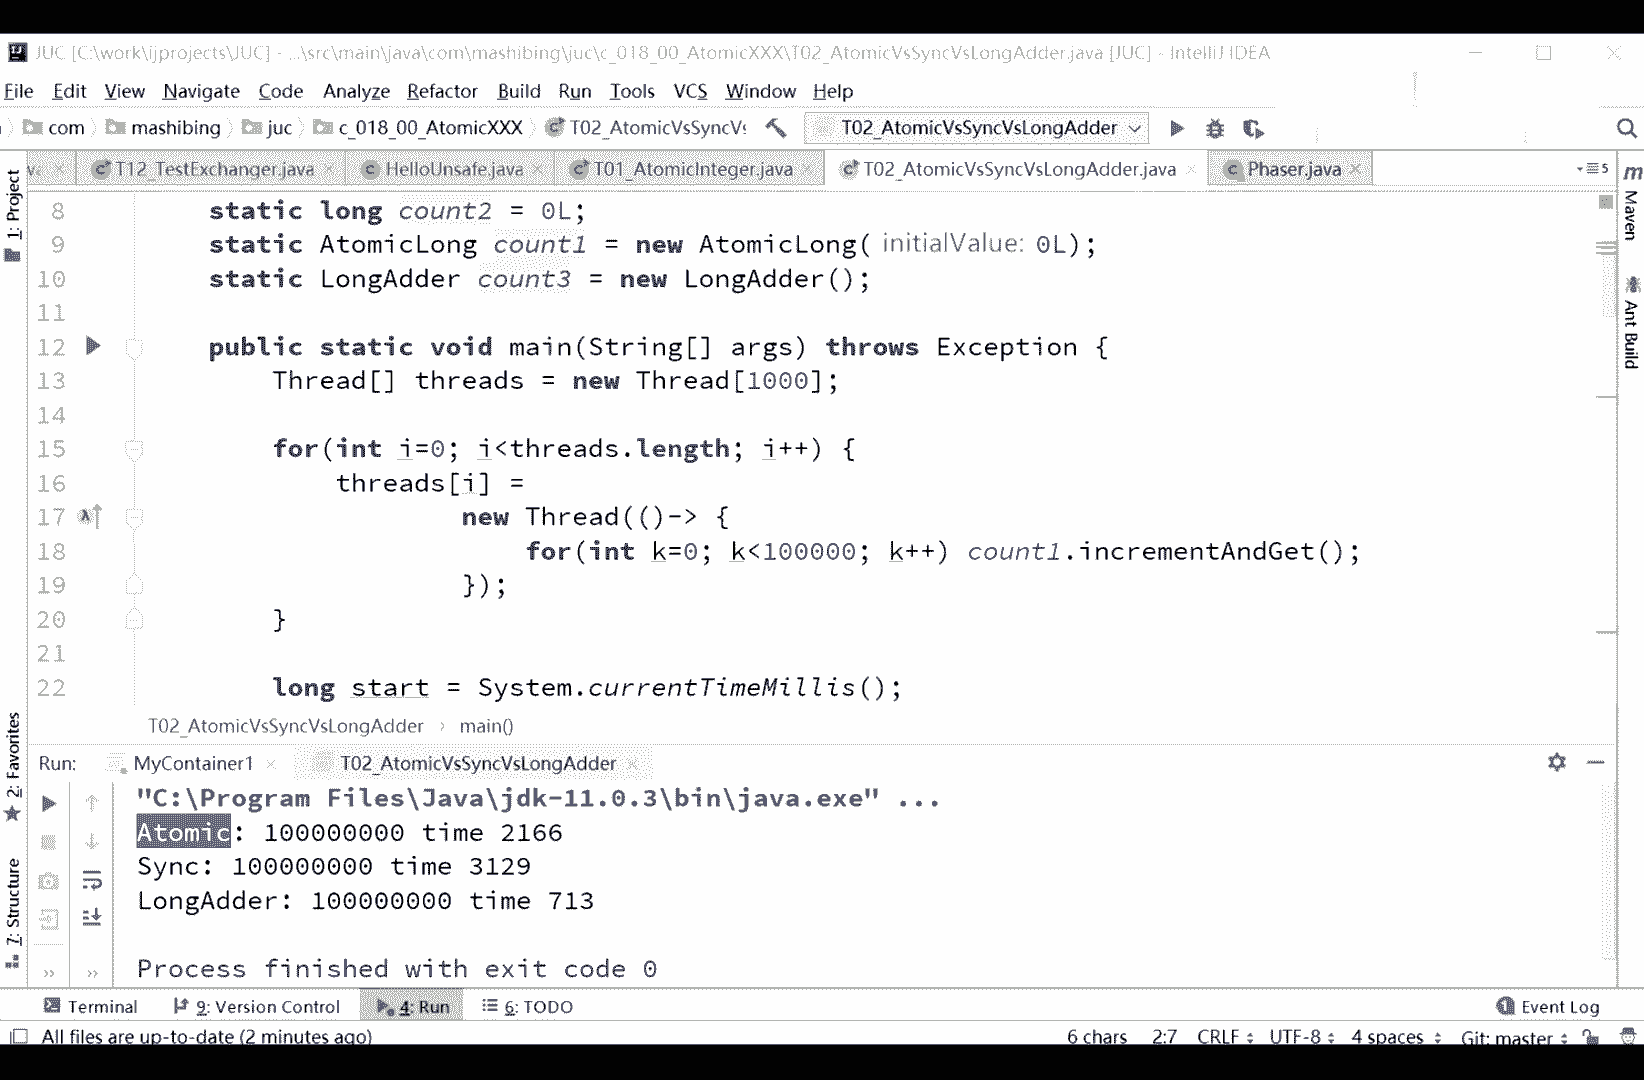 JUC [C:\work\ijprojects\JUC] - ...\src\main\java\com\mashibing\juc\c_018_00_AtomicXXX\T02_AtomicVsSyncVsLongAdder.java [JUC] - IntelliJ IDEA
File Edit View Navigate Code Analyze Refactor Build Run Tools VCS Window Help
com mashibing juc c_018_00_AtomicXXX T02_AtomicVsSyncVs T02_AtomicVsSyncVsLongAdder
T12_TestExchanger.java HelloUnsafe.java T01_AtomicInteger.java T02_AtomicVsSyncVsLongAdder.java Phaser.java 5
1: Project
Maven
Ant Build
8 static long count2 = 0L;
9 static AtomicLong count1 = new AtomicLong( initialValue: 0L);
10 static LongAdder count3 = new LongAdder();
11
12 public static void main(String[] args) throws Exception {
13 Thread[] threads = new Thread[1000];
14
15 for(int i=0; i<threads.length; i++) {
16 threads[i] =
17 new Thread(()-> {
18 for(int k=0; k<100000; k++) count1.incrementAndGet();
19 });
20 }
21
22 long start = System.currentTimeMillis();
T02_AtomicVsSyncVsLongAdder › main()
2: Favorites
7: Structure
Run: MyContainer1 T02_AtomicVsSyncVsLongAdder
"C:\Program Files\Java\jdk-11.0.3\bin\java.exe" ...
Atomic: 100000000 time 2166
Sync: 100000000 time 3129
LongAdder: 100000000 time 713
Process finished with exit code 0
Terminal 9: Version Control 4: Run 6: TODO 1 Event Log
All files are up-to-date (2 minutes ago) 6 chars 2:7 CRLF UTF-8 4 spaces Git: master